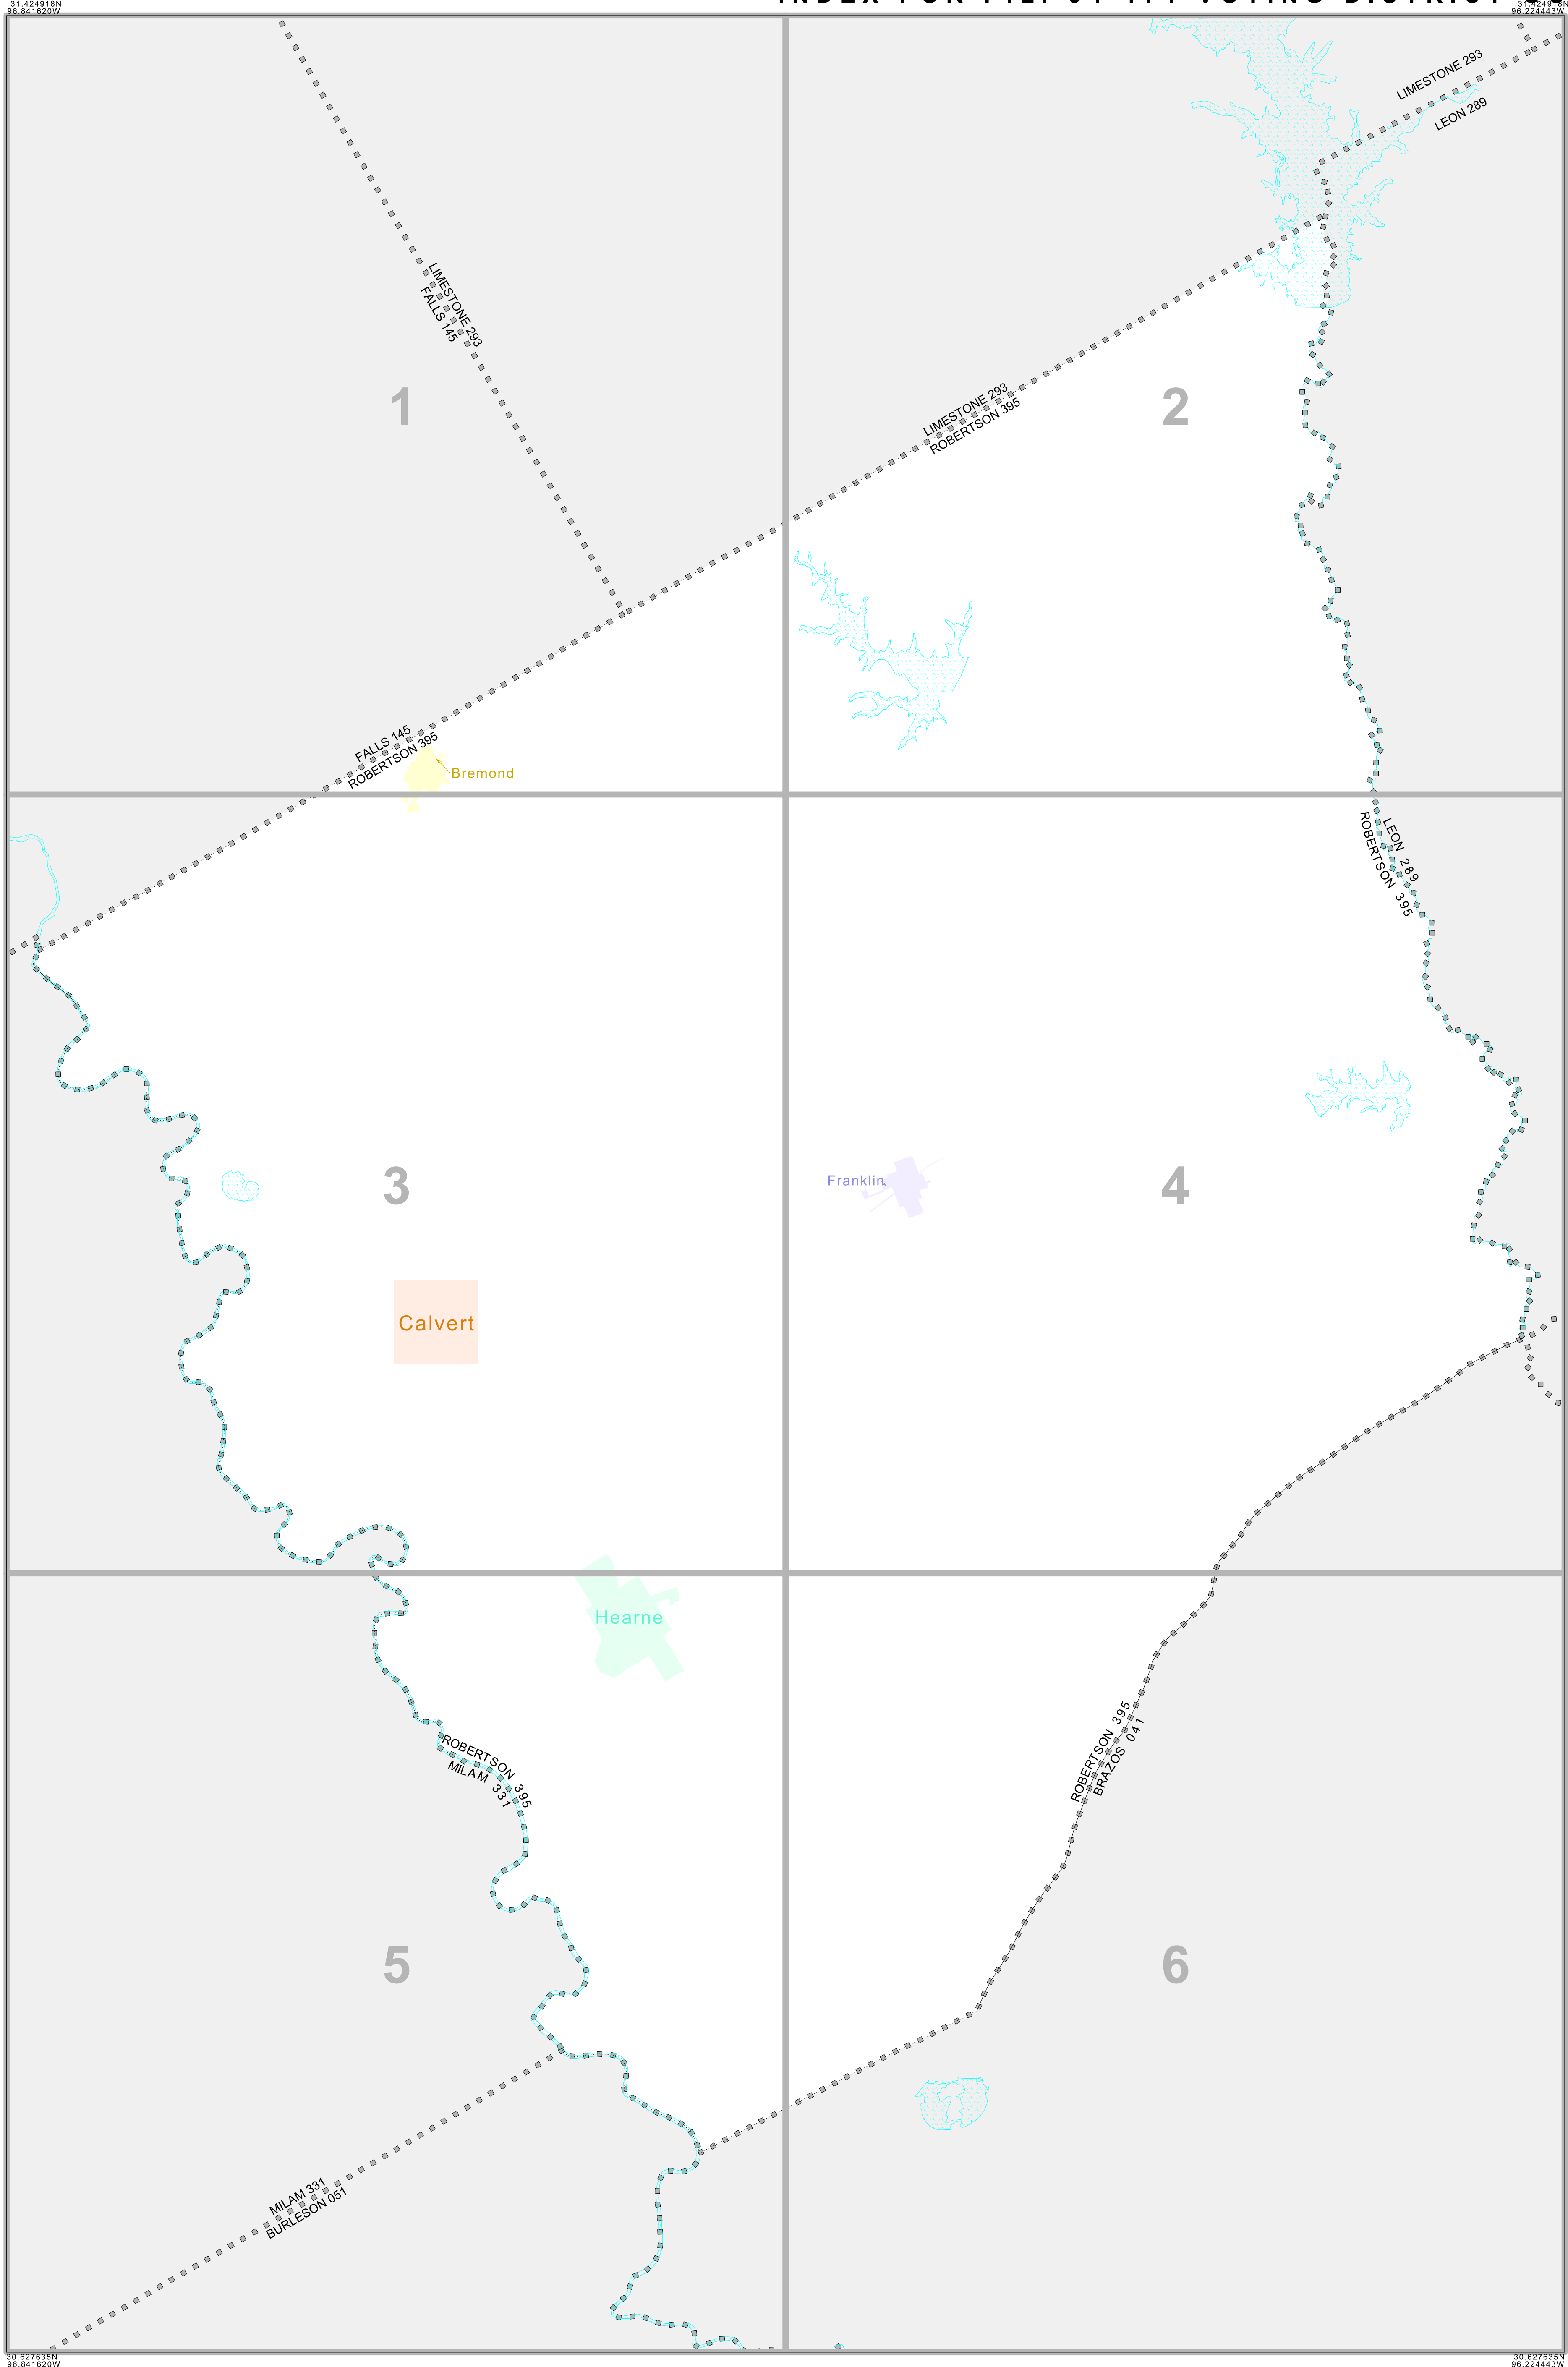 31.424918N
96.841620W
31.424918N
96.224443W
LIMESTONE 293
LEON 289
LIMESTONE 293
FALLS 145
1
2
LIMESTONE 293
ROBERTSON 395
FALLS 145
ROBERTSON 395
Bremond
LEON 289
ROBERTSON 395
3
Franklin
4
Calvert
Hearne
ROBERTSON 395
MILAM 331
ROBERTSON 395
BRAZOS 041
5
6
MILAM 331
BURLESON 051
30.627635N
96.841620W
30.627635N
96.224443W